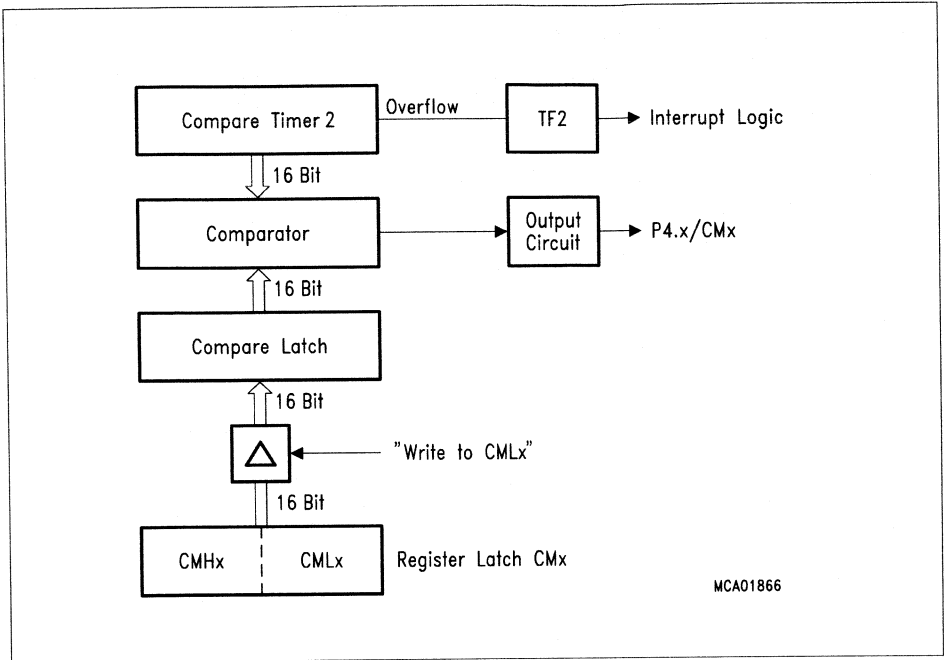 Compare Timer 2
Overflow
TF2
Interrupt Logic
16 Bit
Comparator
Output
Circuit
P4.x/CMx
16 Bit
Compare Latch
16 Bit
"Write to CMLx"
16 Bit
CMHx
CMLx
Register Latch CMx
MCA01866